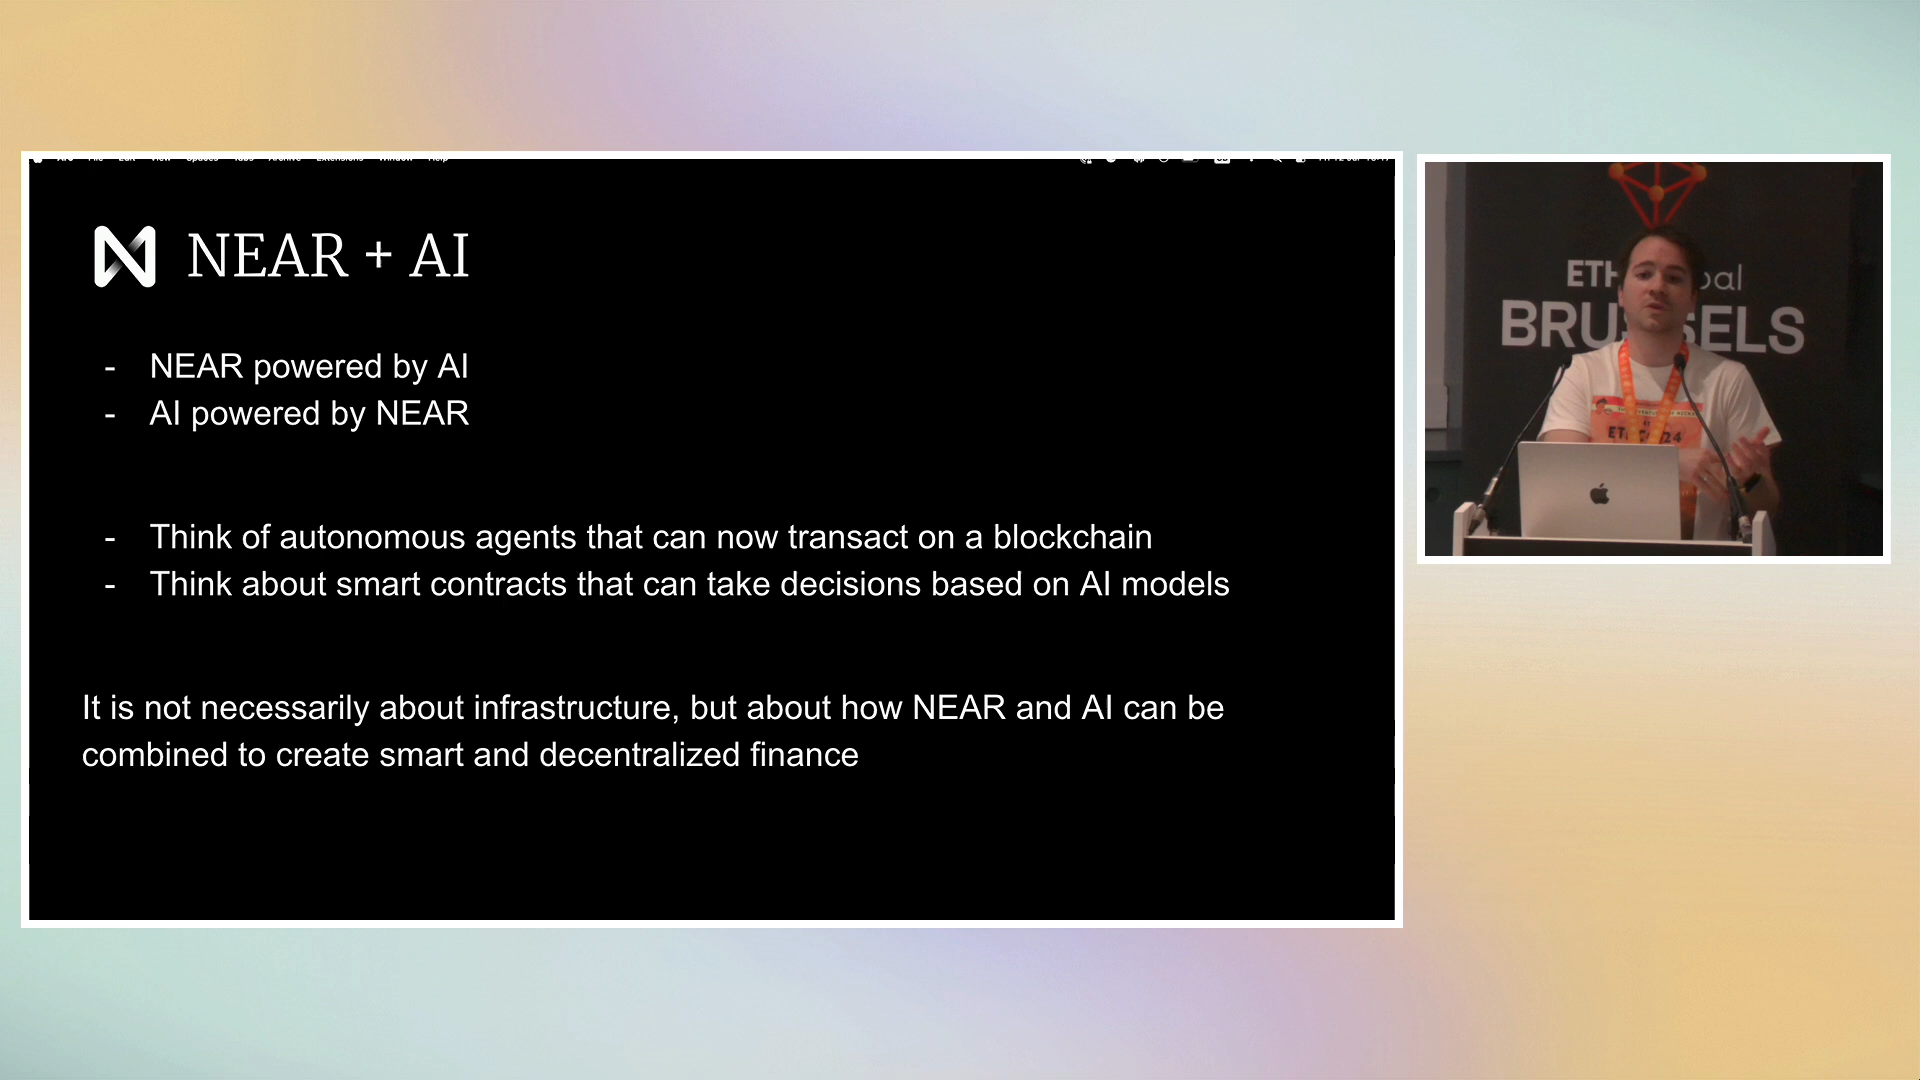 NEAR + AI
- NEAR powered by AI
- AI powered by NEAR
- Think of autonomous agents that can now transact on a blockchain
- Think about smart contracts that can take decisions based on AI models
It is not necessarily about infrastructure, but about how NEAR and AI can be
combined to create smart and decentralized finance